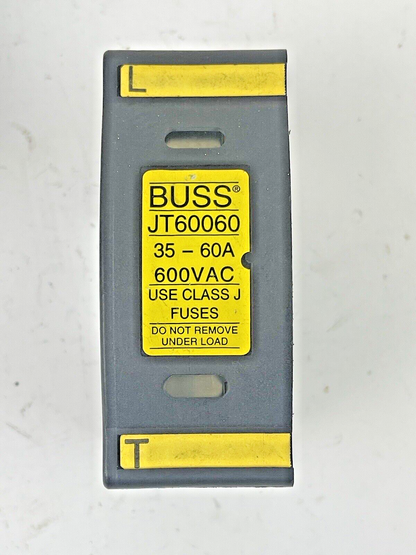 L
BUSS®
JT60060
35 – 60A
600VAC
USE CLASS J
FUSES
DO NOT REMOVE
UNDER LOAD
T